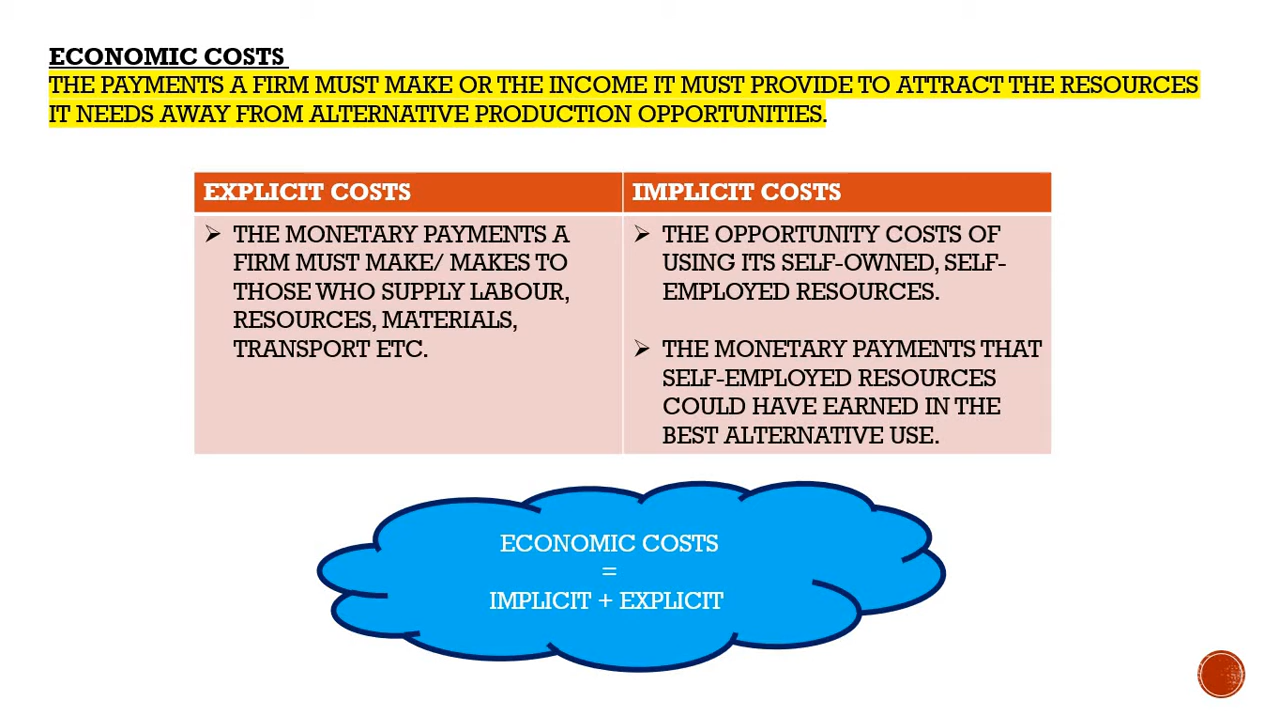 ECONOMIC COSTS
THE PAYMENTS A FIRM MUST MAKE OR THE INCOME IT MUST PROVIDE TO ATTRACT THE RESOURCES
IT NEEDS AWAY FROM ALTERNATIVE PRODUCTION OPPORTUNITIES.
EXPLICIT COSTS
➢ THE MONETARY PAYMENTS A
FIRM MUST MAKE/ MAKES TO
THOSE WHO SUPPLY LABOUR,
RESOURCES, MATERIALS,
TRANSPORT ETC.
IMPLICIT COSTS
➢ THE OPPORTUNITY COSTS OF
USING ITS SELF-OWNED, SELF-
EMPLOYED RESOURCES.
➢ THE MONETARY PAYMENTS THAT
SELF-EMPLOYED RESOURCES
COULD HAVE EARNED IN THE
BEST ALTERNATIVE USE.
ECONOMIC COSTS
=
IMPLICIT + EXPLICIT